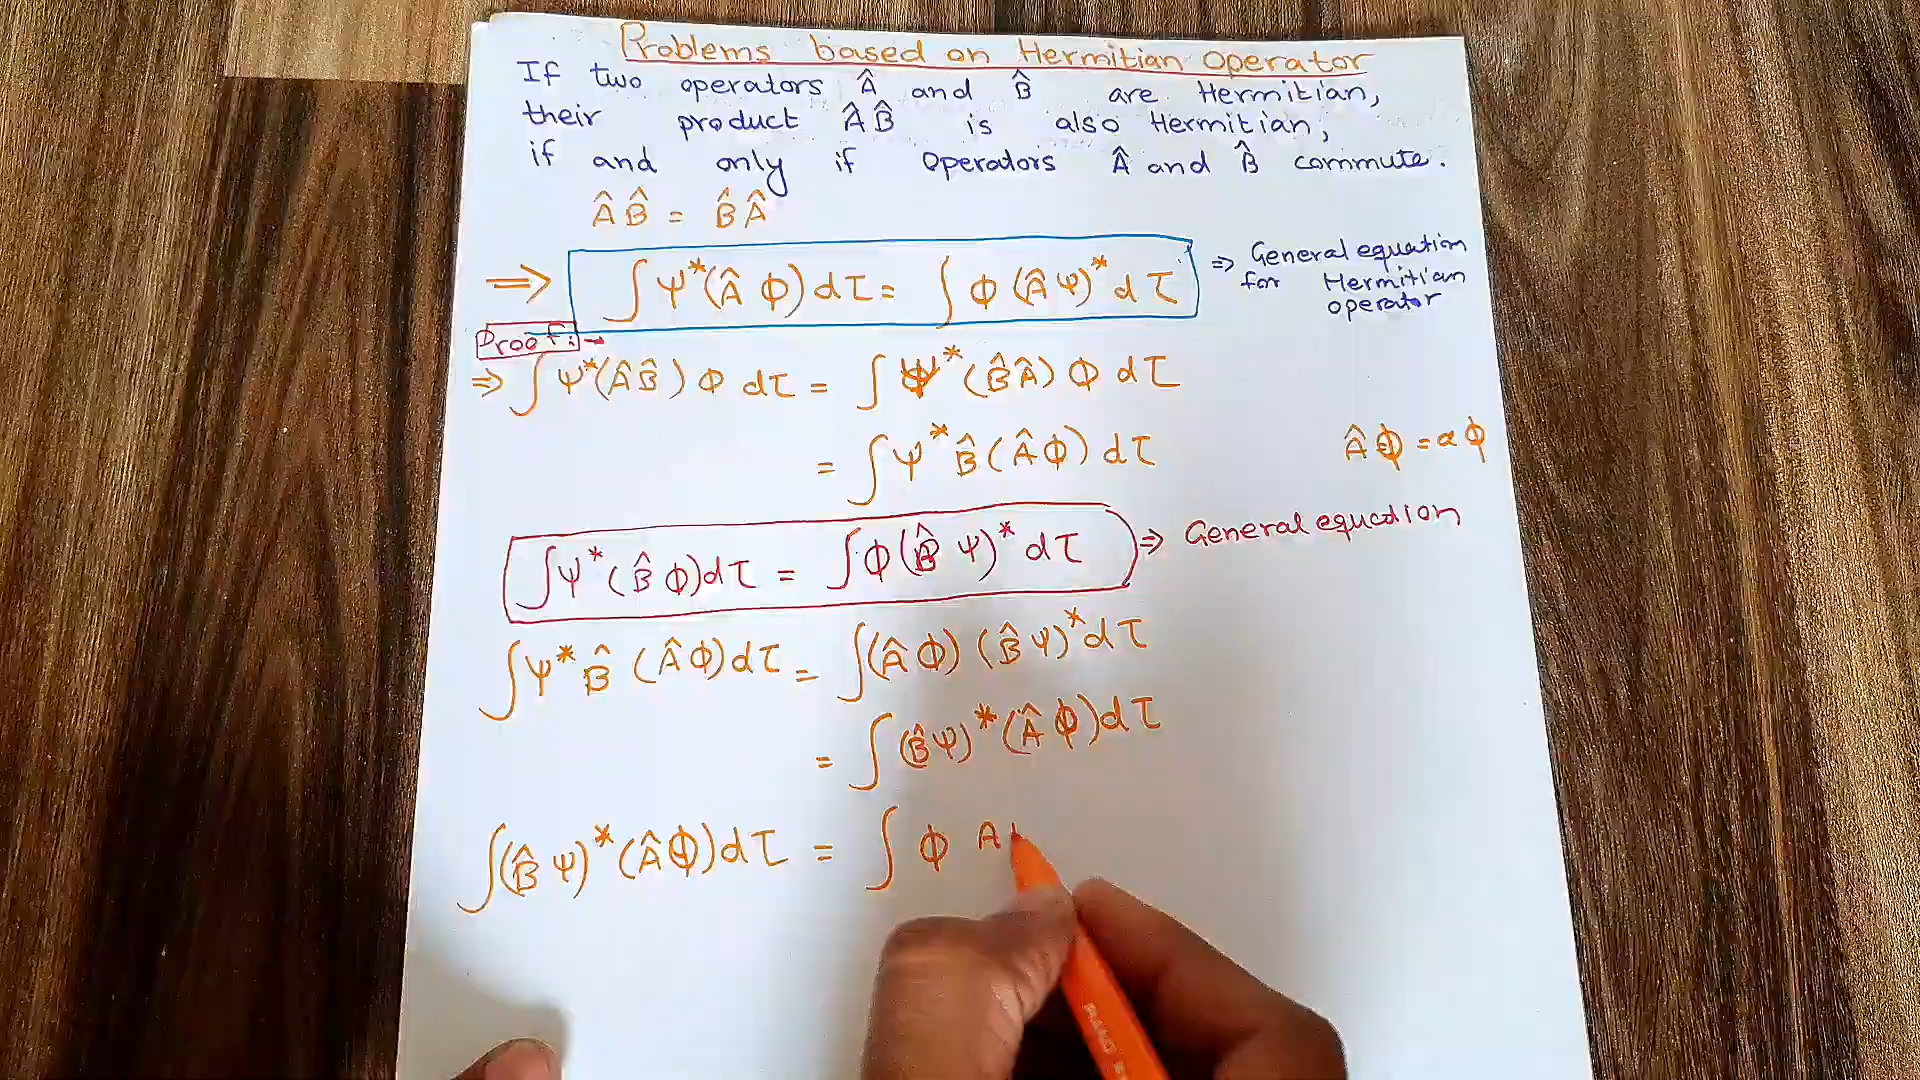 Problems based on Hermitian Operator
If two operators Â and B̂ are Hermitian,
their product ÂB̂ is also Hermitian,
if and only if operators Â and B̂ commute.
ÂB̂ = B̂Â
⇒ ∫ψ*(Â φ)dτ = ∫ φ (Â ψ)* dτ ⇒ General equation
for Hermitian
operator
Proof:-
⇒ ∫ψ*(ÂB̂) φ dτ = ∫ ψ* (B̂Â) φ dτ
= ∫ψ* B̂(Âφ) dτ
Âφ = αφ
∫ψ*(B̂ φ)dτ = ∫φ(B̂ ψ)* dτ ⇒ General equation
∫ψ* B̂ (Âφ)dτ = ∫(Âφ) (B̂ψ)* dτ
= ∫(B̂ψ)*(Âφ)dτ
∫(B̂ψ)*(Âφ)dτ = ∫ φ A